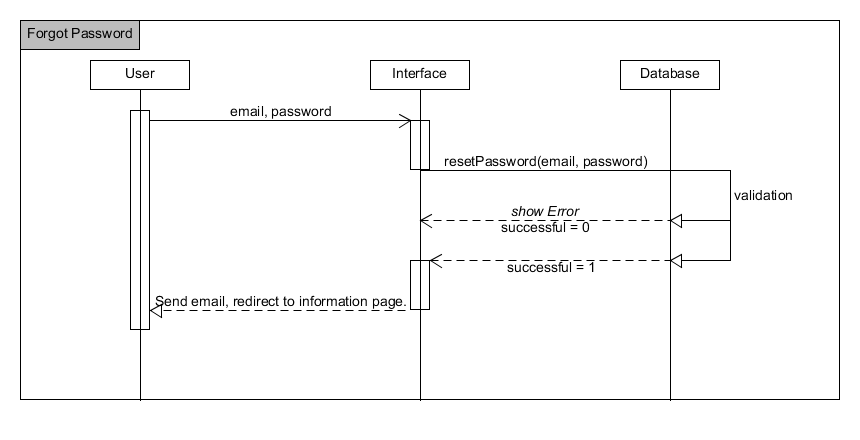 Forgot Password
User
Interface
Database
email, password
resetPassword(email, password)
validation
show Error
successful = 0
successful = 1
Send email, redirect to information page.